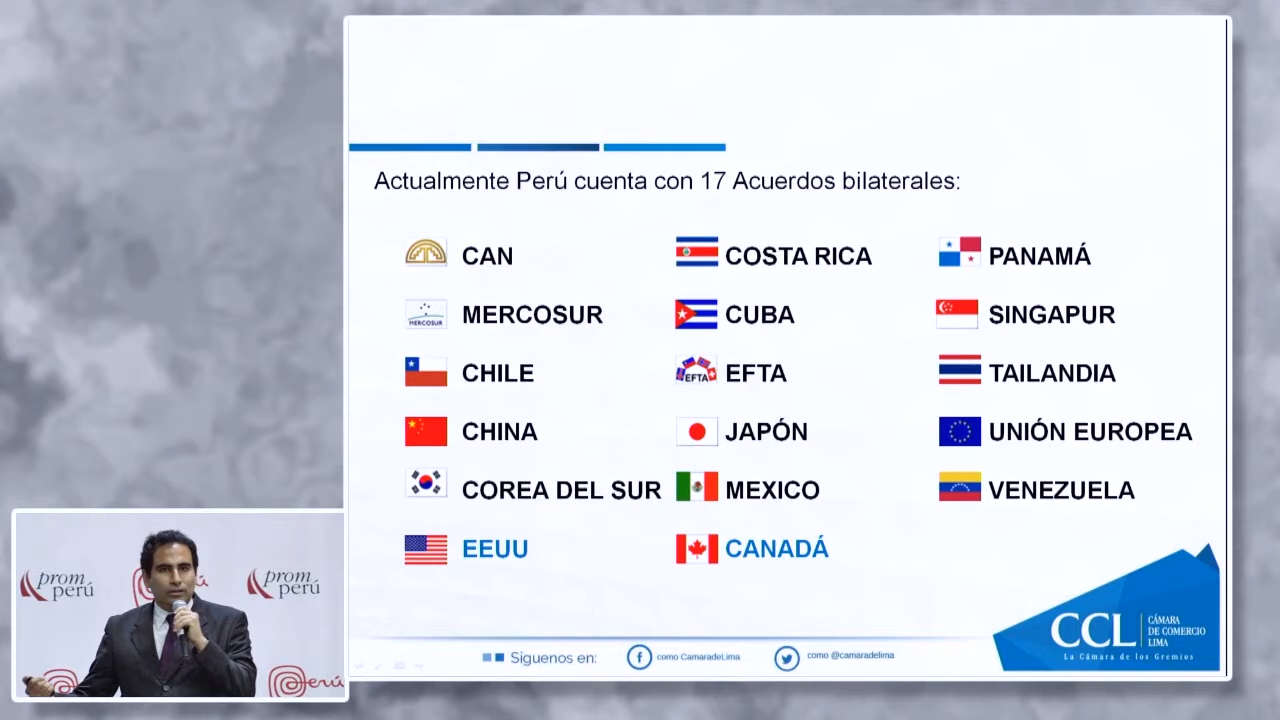 Actualmente Perú cuenta con 17 Acuerdos bilaterales:
CAN
COSTA RICA
PANAMÁ
MERCOSUR
MERCOSUR
CUBA
SINGAPUR
CHILE
EFTA
EFTA
TAILANDIA
CHINA
JAPÓN
UNIÓN EUROPEA
COREA DEL SUR
MEXICO
VENEZUELA
EEUU
CANADÁ
CCL
CÁMARA
DE COMERCIO
LIMA
La Cámara de los Gremios
Síguenos en:
como CamaradeLima
como @camaradelima
prom
perú
prom
perú